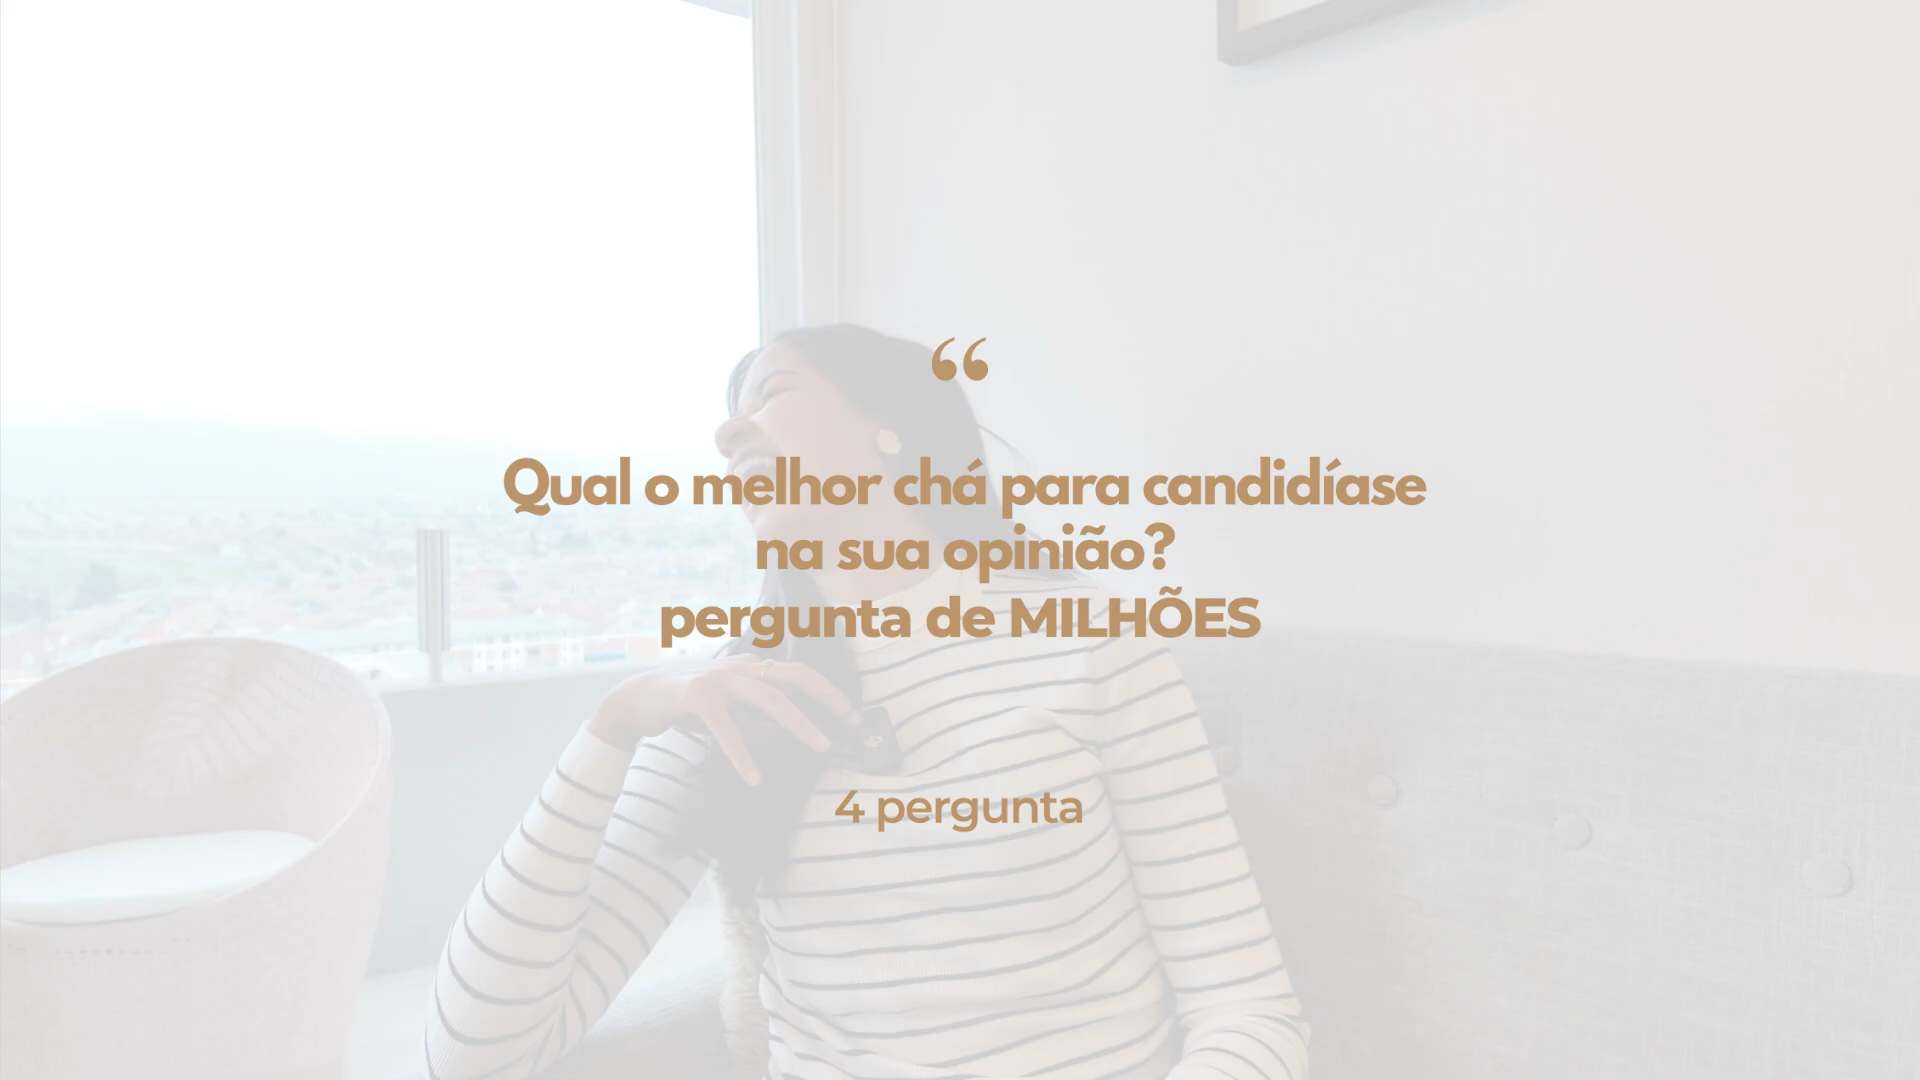 “
Qual o melhor chá para candidíase
na sua opinião?
pergunta de MILHÕES
4 pergunta